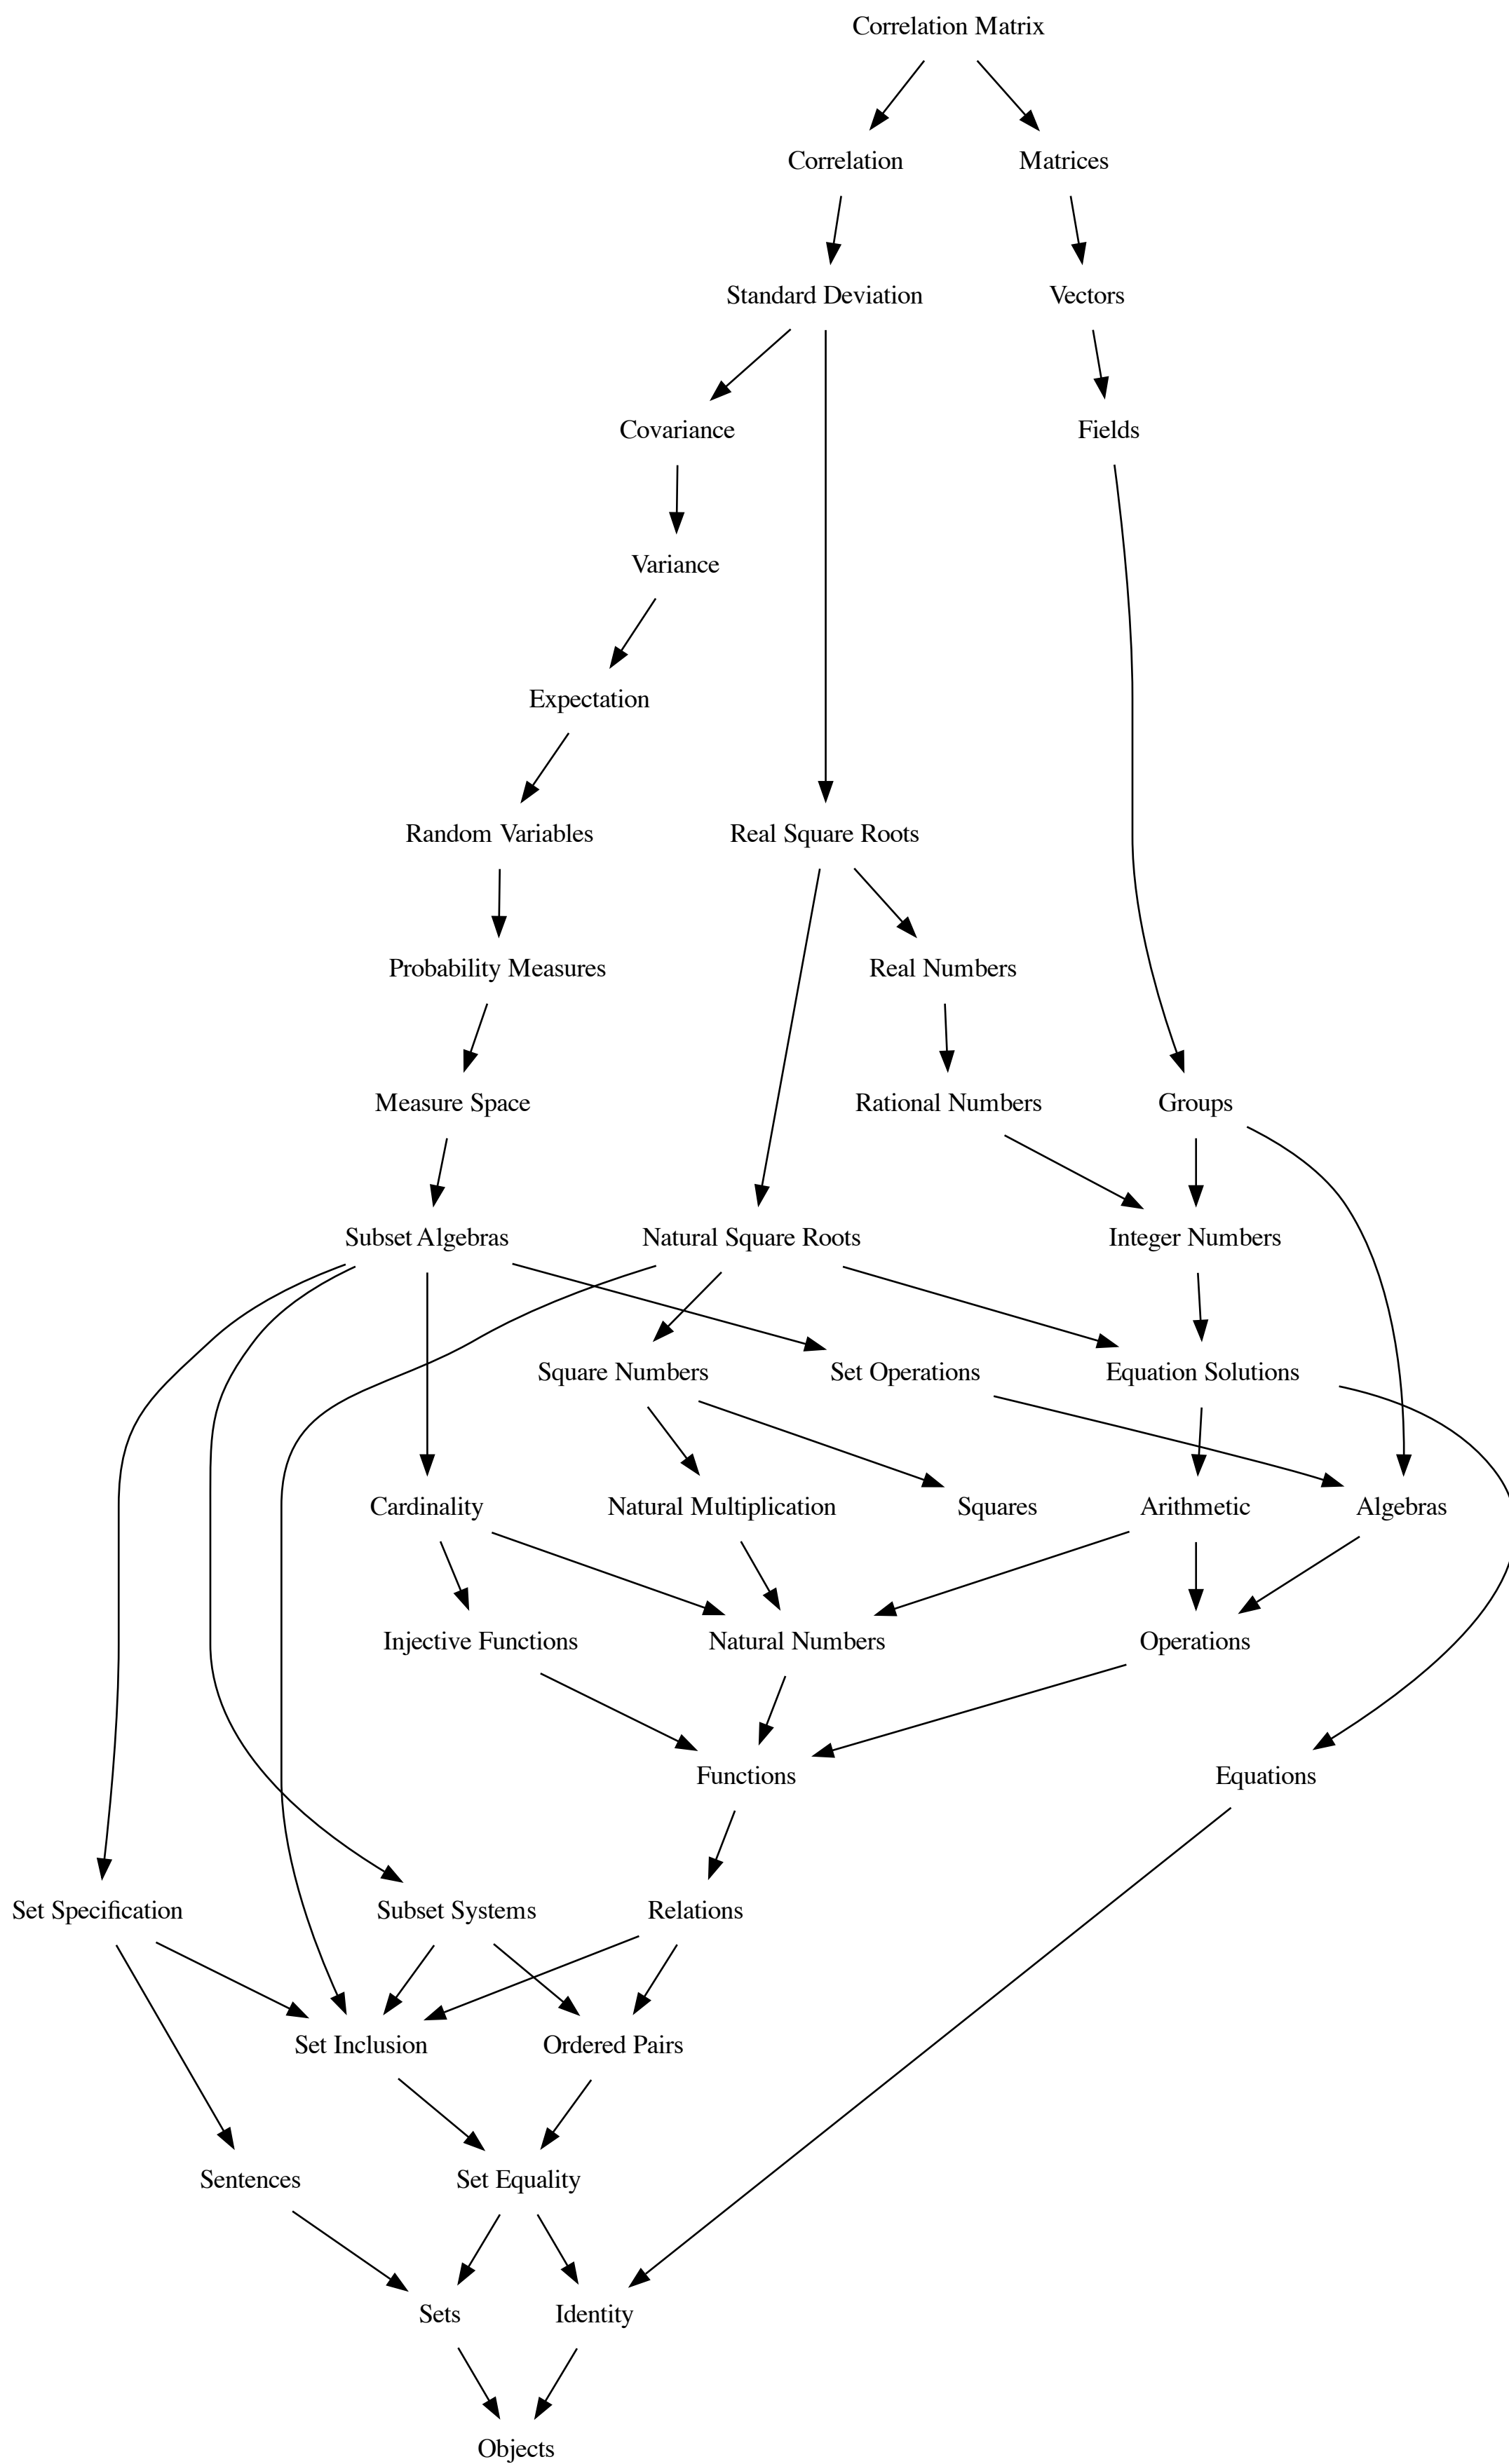 Correlation Matrix
Correlation
Matrices
Standard Deviation
Vectors
Covariance
Fields
Variance
Expectation
Random Variables
Real Square Roots
Probability Measures
Real Numbers
Measure Space
Rational Numbers
Groups
Subset Algebras
Natural Square Roots
Integer Numbers
Square Numbers
Set Operations
Equation Solutions
Cardinality
Natural Multiplication
Squares
Arithmetic
Algebras
Injective Functions
Natural Numbers
Operations
Functions
Equations
Set Specification
Subset Systems
Relations
Set Inclusion
Ordered Pairs
Sentences
Set Equality
Sets
Identity
Objects